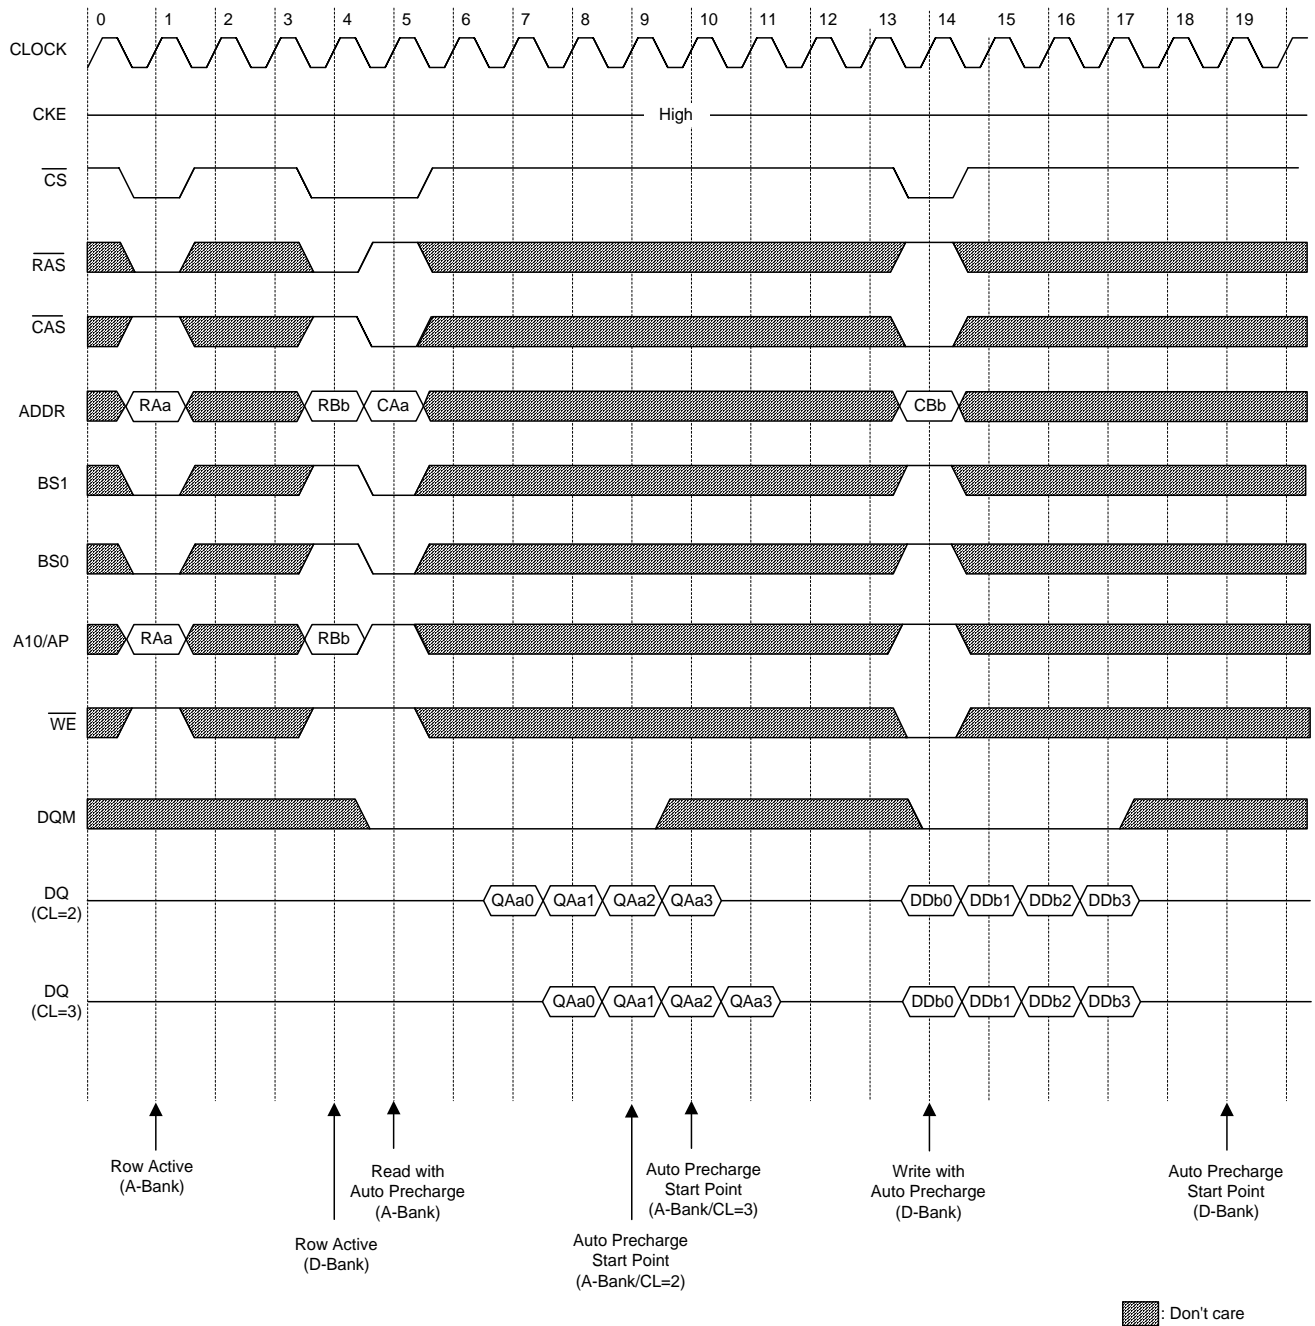 0 1 2 3 4 5 6 7 8 9 10 11 12 13 14 15 16 17 18 19
CLOCK
CKE High
CS
RAS
CAS
ADDR RAa RBb CAa CBb
BS1
BS0
A10/AP RAa RBb
WE
DQM
DQ
(CL=2)
QAa0 QAa1 QAa2 QAa3 DDb0 DDb1 DDb2 DDb3
DQ
(CL=3)
QAa0 QAa1 QAa2 QAa3 DDb0 DDb1 DDb2 DDb3
Row Active
(A-Bank)
Row Active
(D-Bank)
Read with
Auto Precharge
(A-Bank)
Auto Precharge
Start Point
(A-Bank/CL=2)
Auto Precharge
Start Point
(A-Bank/CL=3)
Write with
Auto Precharge
(D-Bank)
Auto Precharge
Start Point
(D-Bank)
: Don't care